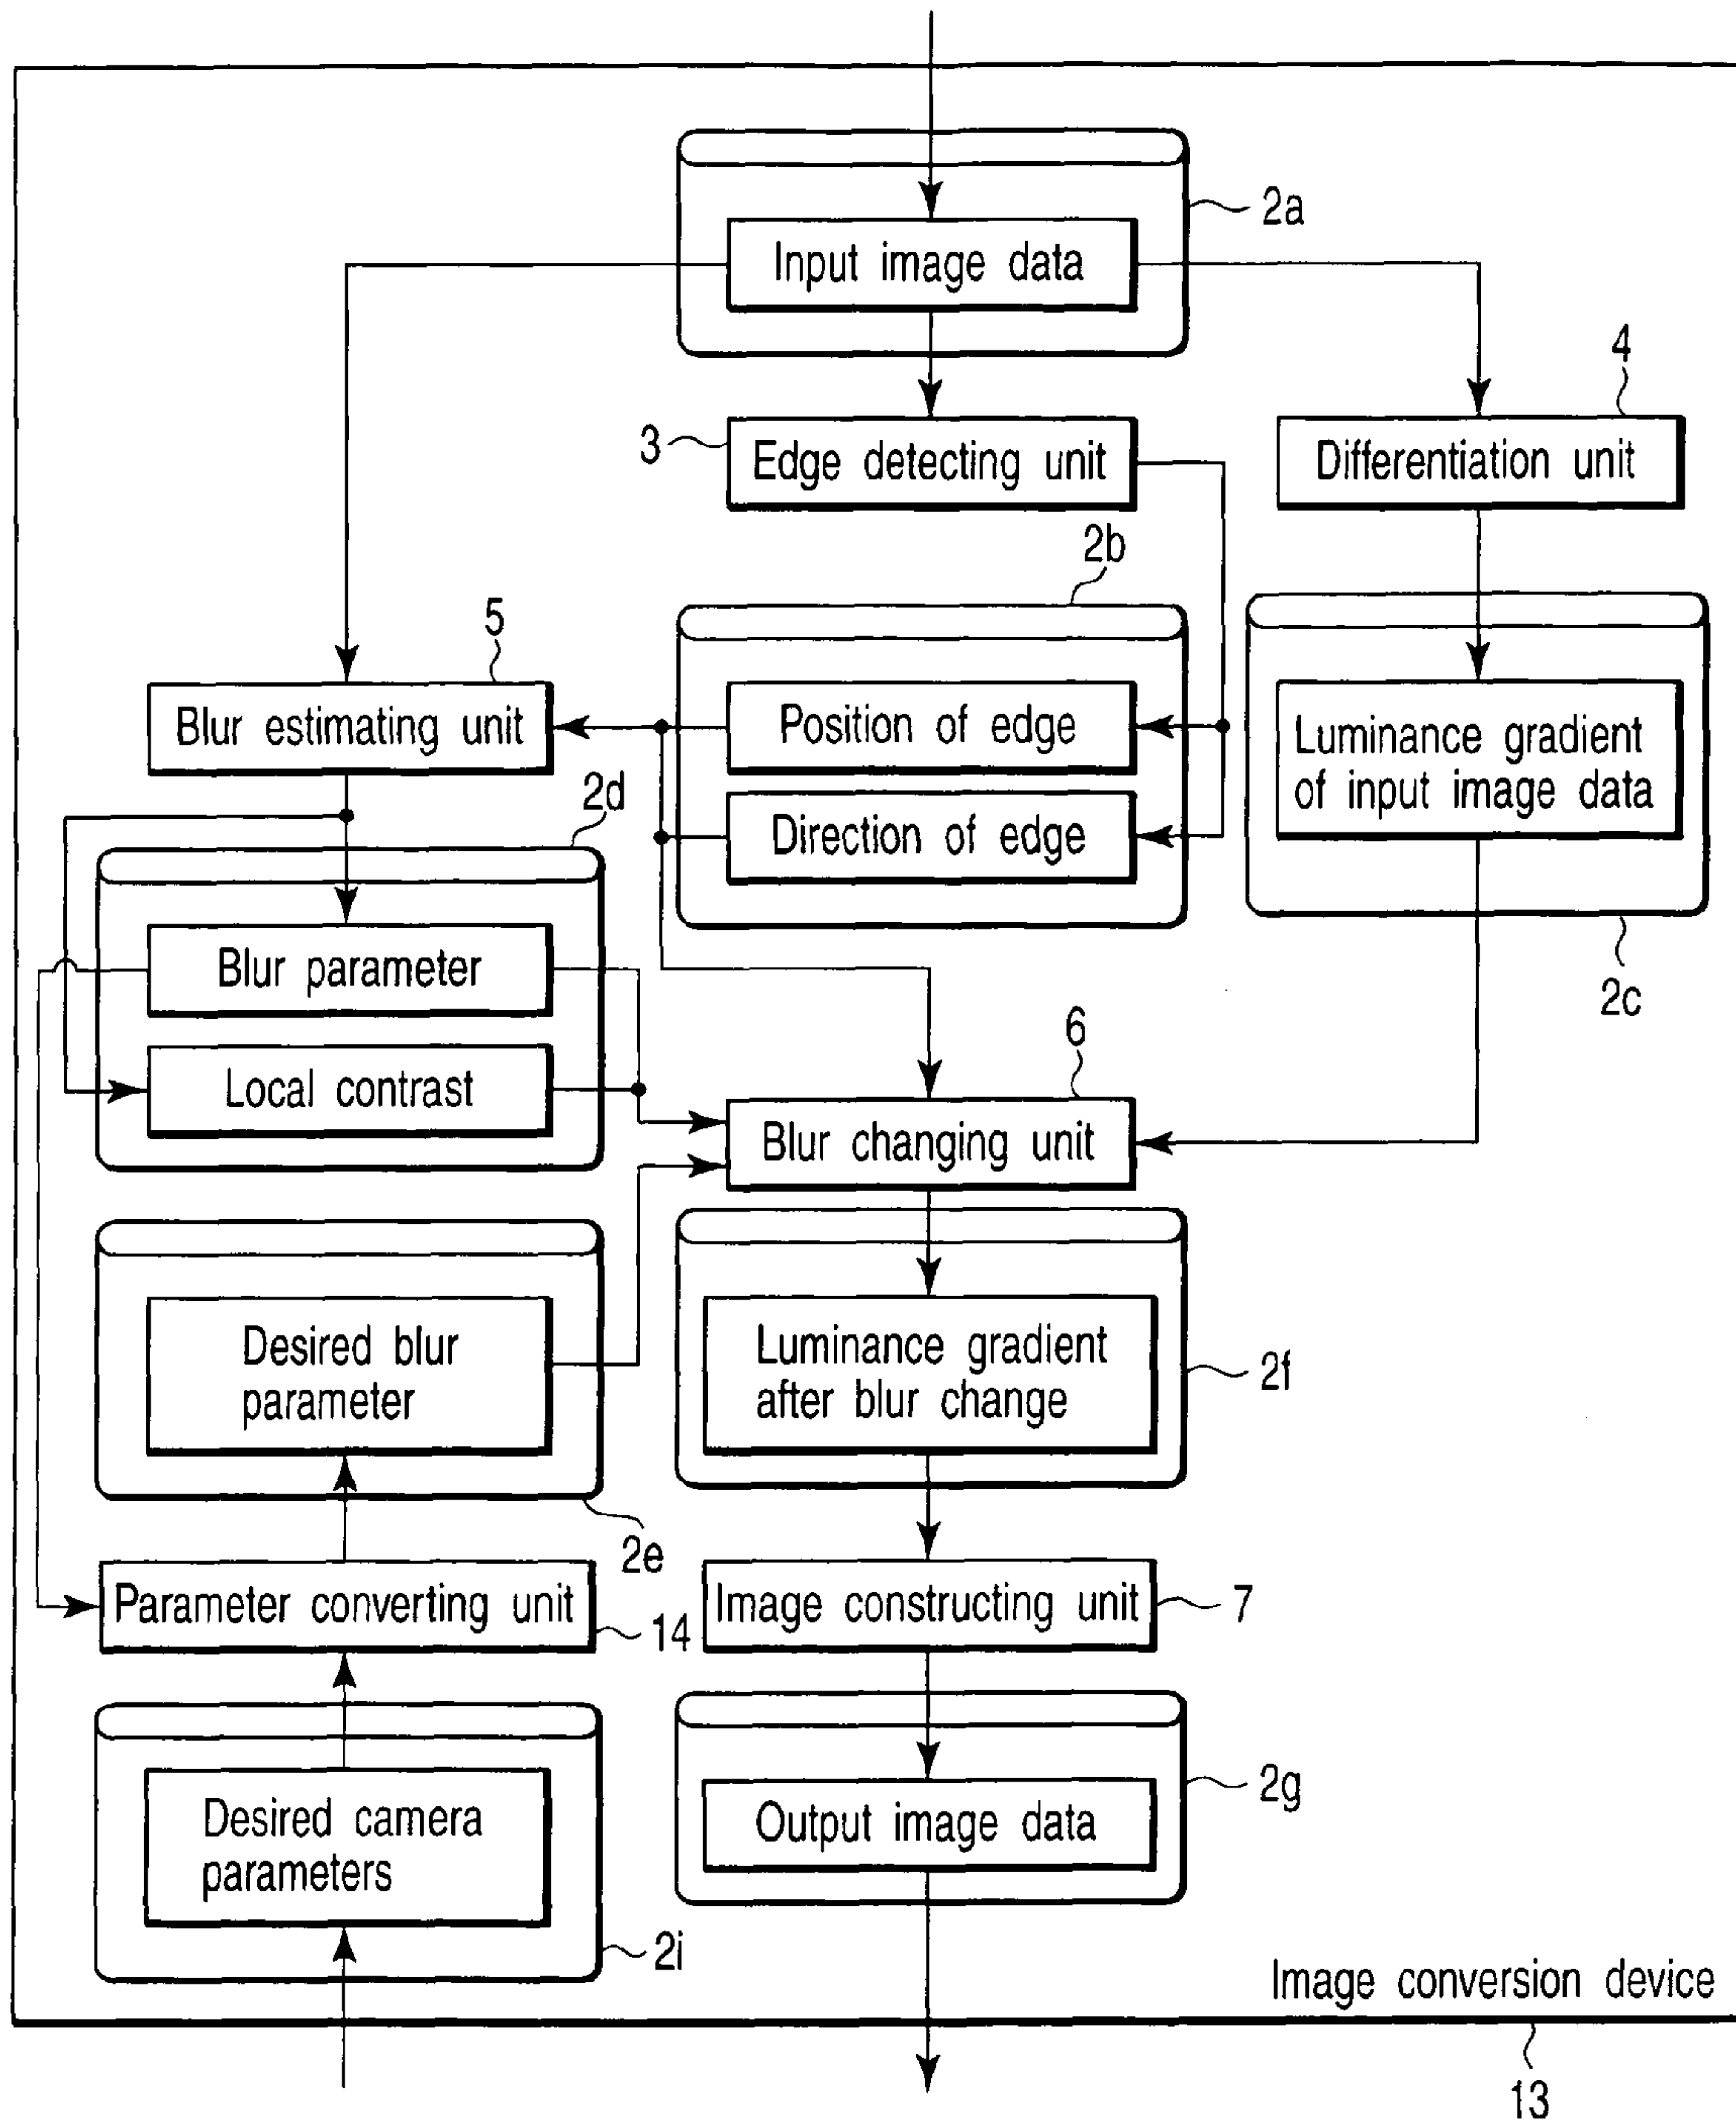 Input image data
2a
4
3
Edge detecting unit
Differentiation unit
2b
5
Blur estimating unit
Position of edge
Luminance gradient
of input image data
2d
Direction of edge
Blur parameter
2c
6
Local contrast
Blur changing unit
Desired blur
parameter
Luminance gradient
after blur change
2f
2e
Parameter converting unit
14
Image constructing unit
7
Desired camera
parameters
Output image data
2g
2i
Image conversion device
13